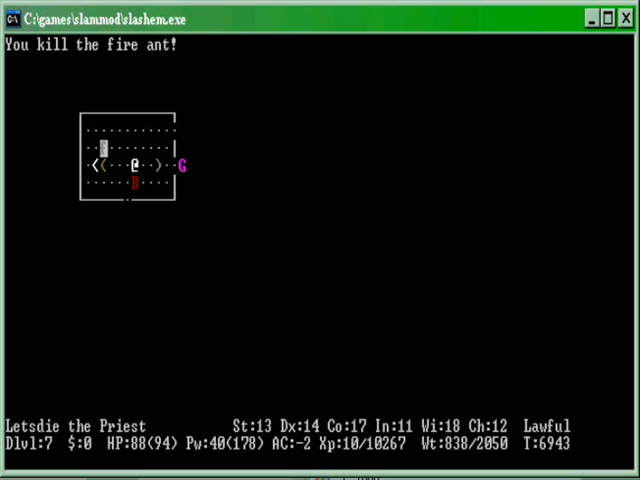 C:\games\slammod\slashem.exe
You kill the fire ant!
Letsdie the Priest St:13 Dx:14 Co:17 In:11 Wi:18 Ch:12 Lawful
Dlvl:7 $:0 HP:88(94) Pw:40(178) AC:-2 Xp:10/10267 Wt:838/2050 T:6943